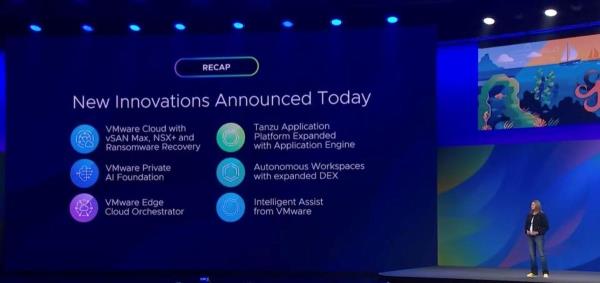 RECAP
New Innovations Announced Today
VMware Cloud with
vSAN Max, NSX+ and
Ransomware Recovery
VMware Private
AI Foundation
VMware Edge
Cloud Orchestrator
Tanzu Application
Platform Expanded
with Application Engine
Autonomous Workspaces
with expanded DEX
Intelligent Assist
from VMware